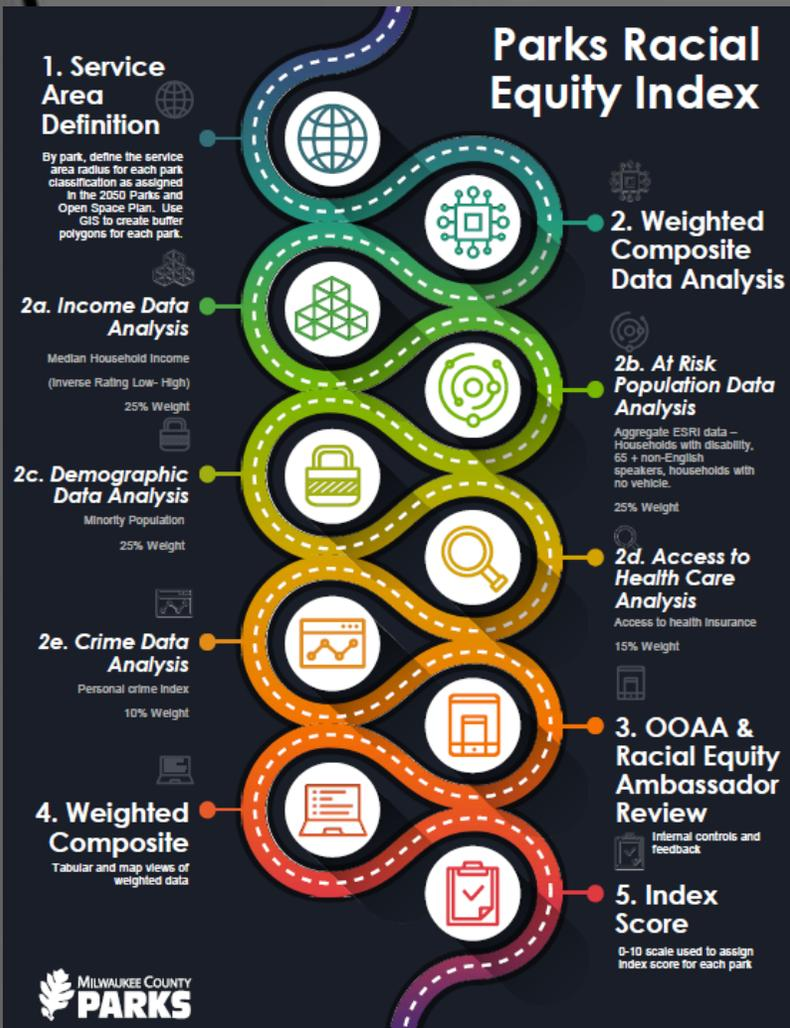 Parks Racial
Equity Index
1. Service
Area
Definition
By park, define the service
area radius for each park
classification as assigned
in the 2050 Parks and
Open Space Plan. Use
GIS to create buffer
polygons for each park.
2. Weighted
Composite
Data Analysis
2a. Income Data
Analysis
Median Household Income
(Inverse Rating Low- High)
25% Weight
2b. At Risk
Population Data
Analysis
Aggregate ESRI data –
Households with disability,
65 + non-English
speakers, households with
no vehicle.
25% Weight
2c. Demographic
Data Analysis
Minority Population
25% Weight
2d. Access to
Health Care
Analysis
Access to health insurance
15% Weight
2e. Crime Data
Analysis
Personal crime index
10% Weight
3. OOAA &
Racial Equity
Ambassador
Review
Internal controls and
feedback
4. Weighted
Composite
Tabular and map views of
weighted data
5. Index
Score
0-10 scale used to assign
index score for each park
MILWAUKEE COUNTY
PARKS